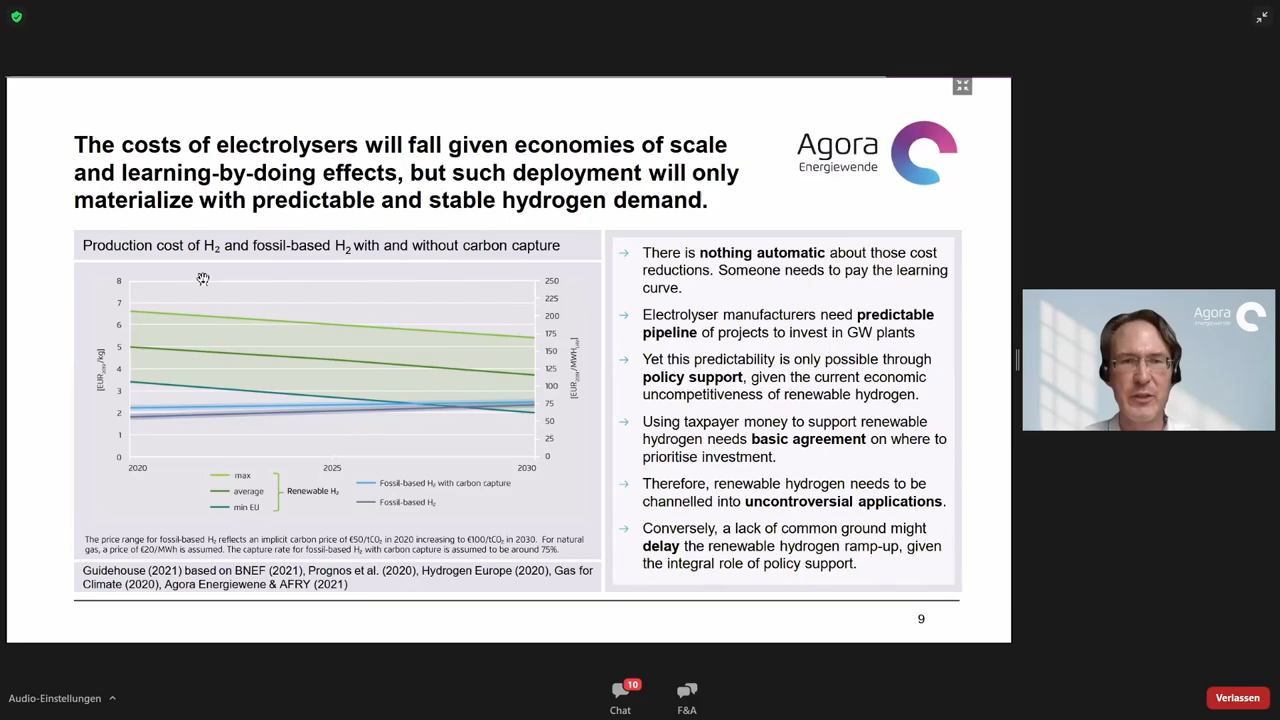 The costs of electrolysers will fall given economies of scale
and learning-by-doing effects, but such deployment will only
materialize with predictable and stable hydrogen demand.
Agora
Energiewende
Production cost of H2 and fossil-based H2 with and without carbon capture
8
7
6
5
4
3
2
1
0
[EUR2019/kg]
250
225
200
175
150
125
100
75
50
25
0
2020
2025
2030
max
average
min EU
Renewable H2
Fossil-based H2 with carbon capture
Fossil-based H2
The price range for fossil-based H2 reflects an implicit carbon price of €50/tCO2 in 2020 increasing to €100/tCO2 in 2030. For natural
gas, a price of €20/MWh is assumed. The capture rate for fossil-based H2 with carbon capture is assumed to be around 75%.
Guidehouse (2021) based on BNEF (2021), Prognos et al. (2020), Hydrogen Europe (2020), Gas for
Climate (2020), Agora Energiewene & AFRY (2021)
→ There is nothing automatic about those cost
reductions. Someone needs to pay the learning
curve.
→ Electrolyser manufacturers need predictable
pipeline of projects to invest in GW plants
→ Yet this predictability is only possible through
policy support, given the current economic
uncompetitiveness of renewable hydrogen.
→ Using taxpayer money to support renewable
hydrogen needs basic agreement on where to
prioritise investment.
→ Therefore, renewable hydrogen needs to be
channelled into uncontroversial applications.
→ Conversely, a lack of common ground might
delay the renewable hydrogen ramp-up, given
the integral role of policy support.
9
Agora
Energiewende
Audio-Einstellungen
10
Chat
F&A
Verlassen